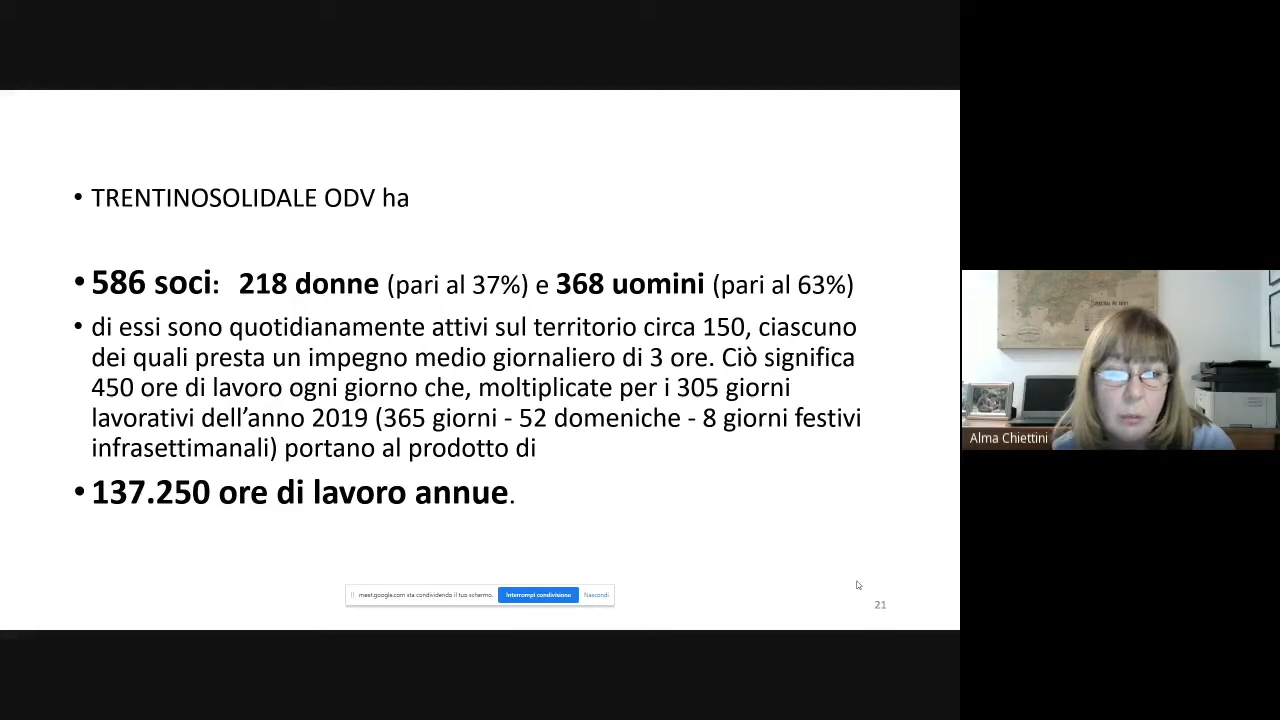 • TRENTINOSOLIDALE ODV ha
• 586 soci: 218 donne (pari al 37%) e 368 uomini (pari al 63%)
• di essi sono quotidianamente attivi sul territorio circa 150, ciascuno
dei quali presta un impegno medio giornaliero di 3 ore. Ciò significa
450 ore di lavoro ogni giorno che, moltiplicate per i 305 giorni
lavorativi dell’anno 2019 (365 giorni - 52 domeniche - 8 giorni festivi
infrasettimanali) portano al prodotto di
• 137.250 ore di lavoro annue.
meet.google.com sta condividendo il tuo schermo. Interrompi condivisione Nascondi
21
Alma Chiettini